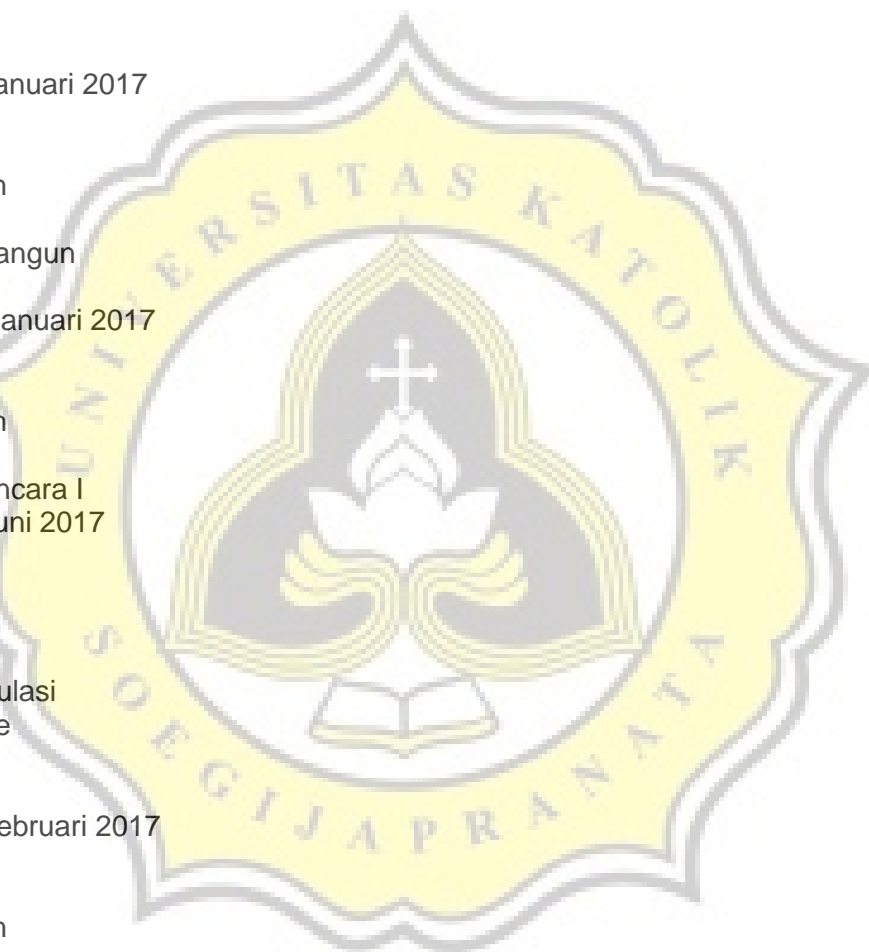 anuari 2017
n
angun
anuari 2017
n
ncara I
uni 2017
ulasi
e
ebruari 2017
n
UNIVERSITAS KATOLIK
SOEGIJAPRANATA